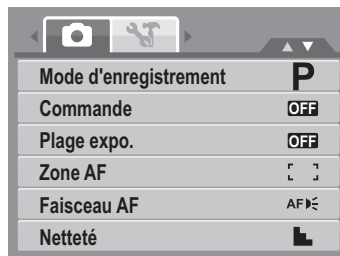 Mode d'enregistrement P
Commande OFF
Plage expo. OFF
Zone AF
Faisceau AF AF
Netteté